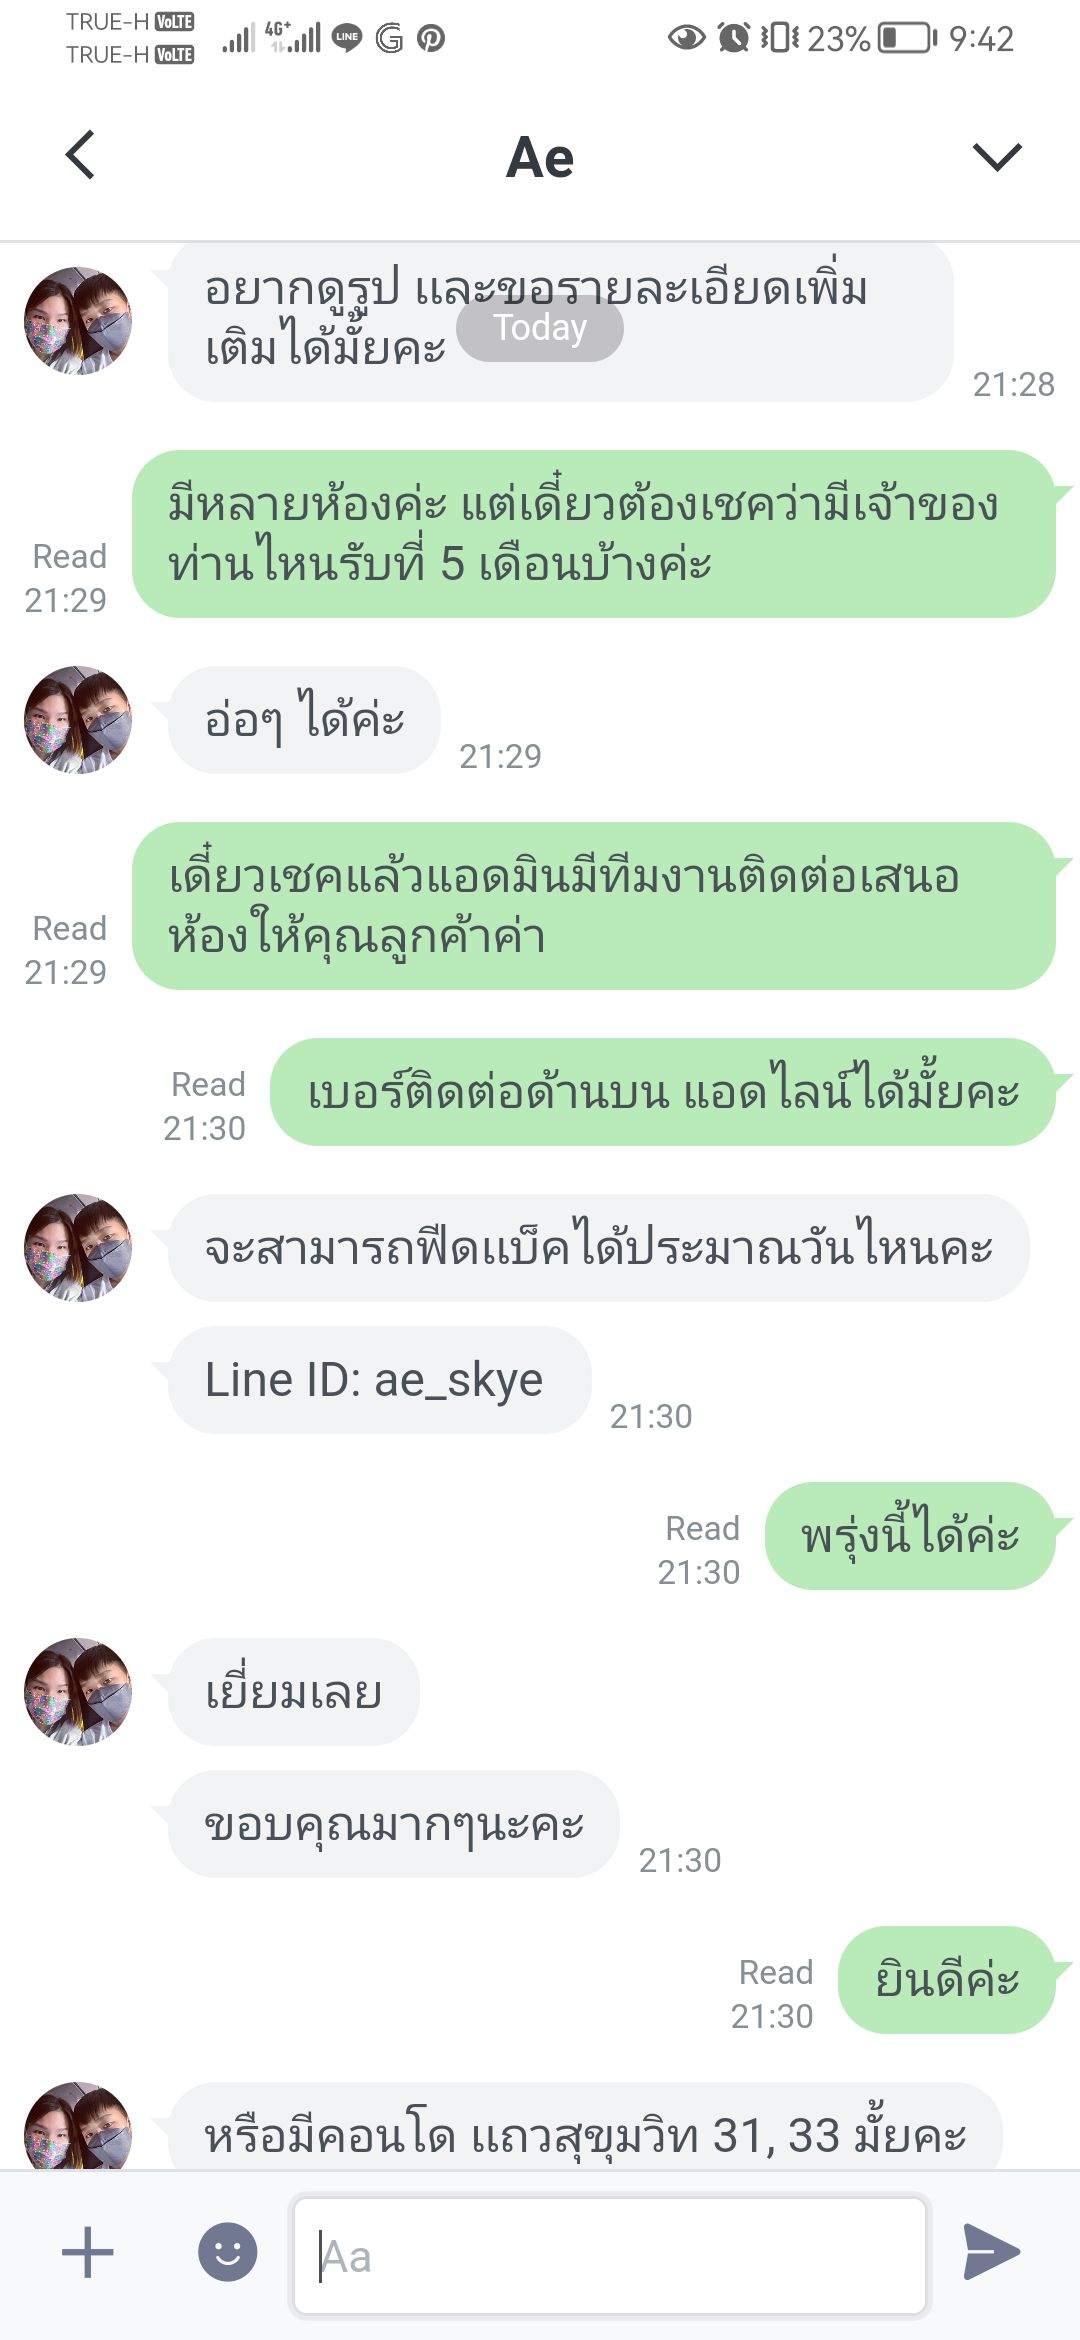 TRUE-H VoLTE
TRUE-H VoLTE
4G+
LINE
23%
9:42
Ae
อยากดูรูป และขอรายละเอียดเพิ่ม
เติมได้มั้ยคะ
Today
21:28
มีหลายห้องค่ะ แต่เดี๋ยวต้องเชคว่ามีเจ้าของ
ท่านไหนรับที่ 5 เดือนบ้างค่ะ
Read
21:29
อ่อๆ ได้ค่ะ
21:29
เดี๋ยวเชคแล้วแอดมินมีทีมงานติดต่อเสนอ
ห้องให้คุณลูกค้าค่า
Read
21:29
เบอร์ติดต่อด้านบน แอดไลน์ได้มั้ยคะ
Read
21:30
จะสามารถฟีดแบ็คได้ประมาณวันไหนคะ
Line ID: ae_skye
21:30
พรุ่งนี้ได้ค่ะ
Read
21:30
เยี่ยมเลย
ขอบคุณมากๆนะคะ
21:30
ยินดีค่ะ
Read
21:30
หรือมีคอนโด แถวสุขุมวิท 31, 33 มั้ยคะ
Aa